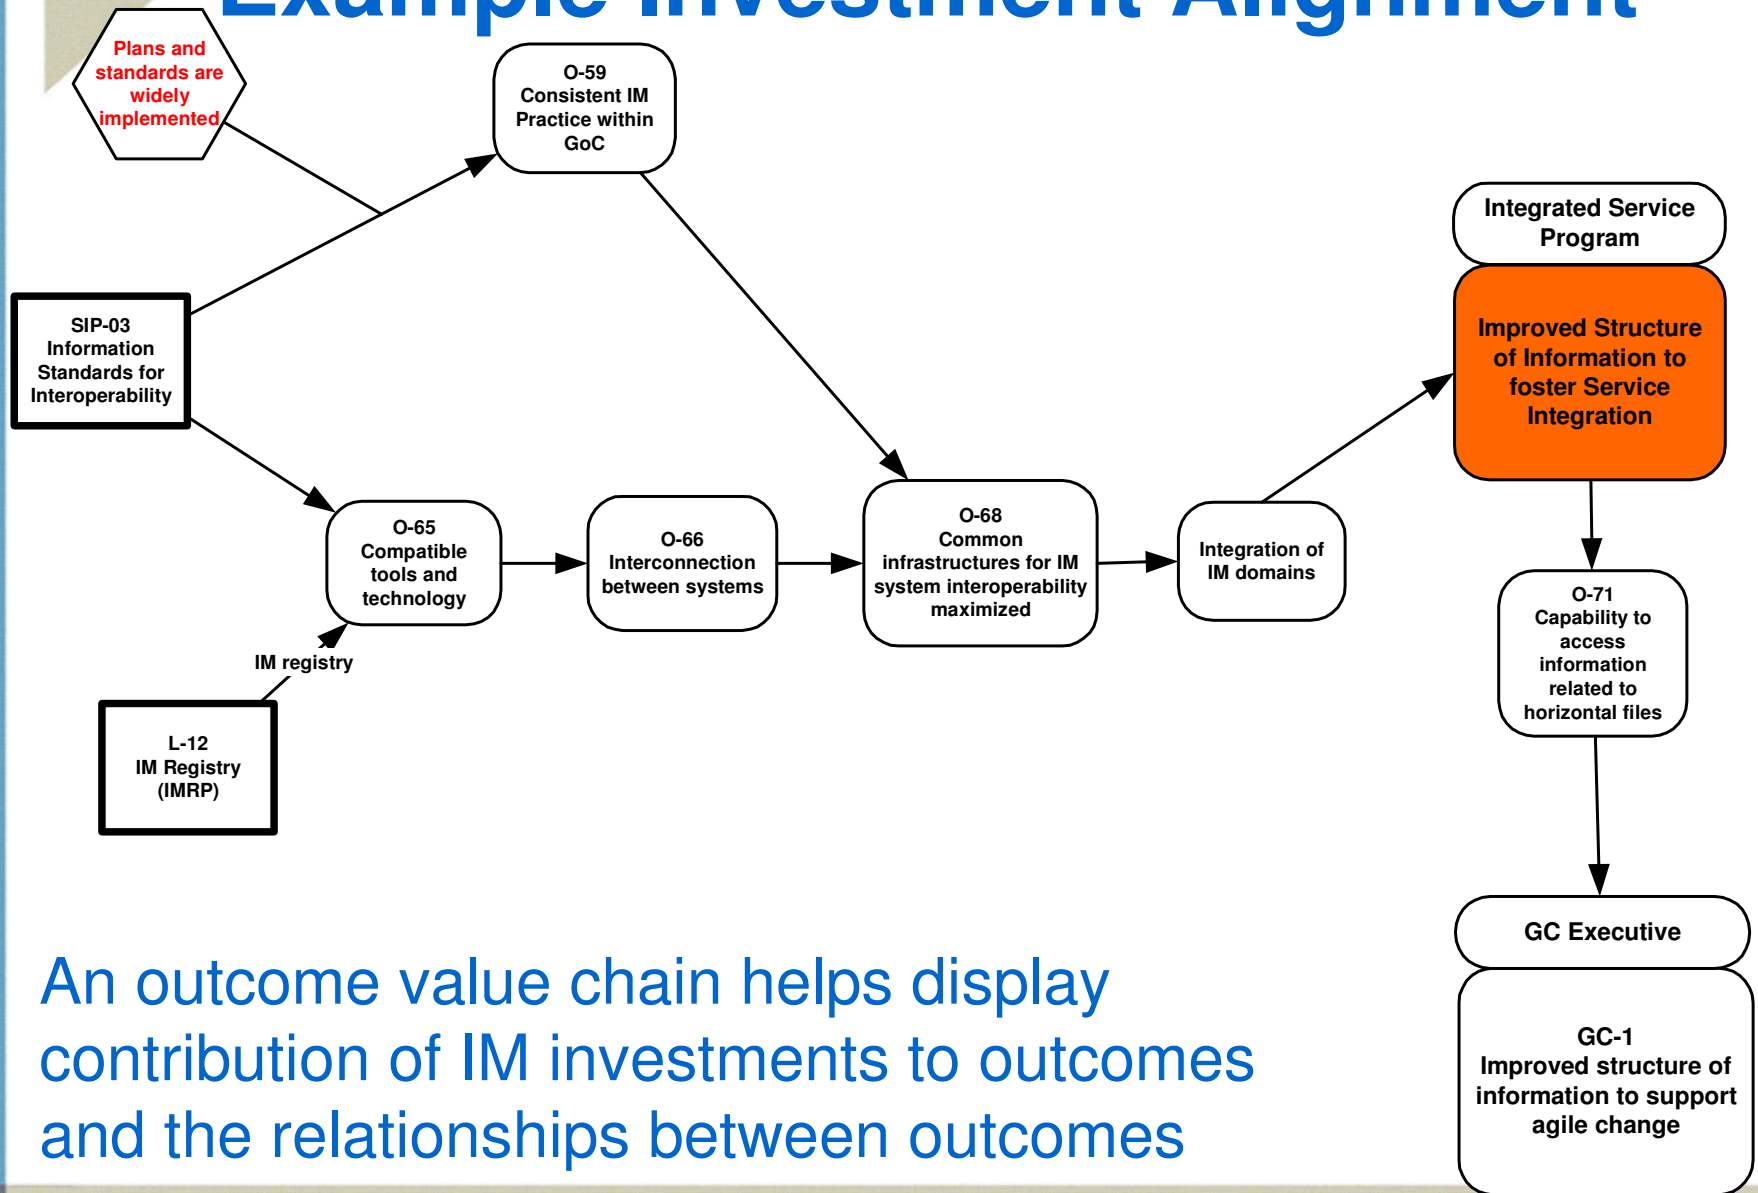 Example Investment Alignment
Plans and
standards are
widely
implemented
O-59
Consistent IM
Practice within
GoC
Integrated Service
Program
Improved Structure
of Information to
foster Service
Integration
SIP-03
Information
Standards for
Interoperability
O-65
Compatible
tools and
technology
O-66
Interconnection
between systems
O-68
Common
infrastructures for IM
system interoperability
maximized
Integration of
IM domains
O-71
Capability to
access
information
related to
horizontal files
IM registry
L-12
IM Registry
(IMRP)
GC Executive
GC-1
Improved structure of
information to support
agile change
An outcome value chain helps display
contribution of IM investments to outcomes
and the relationships between outcomes